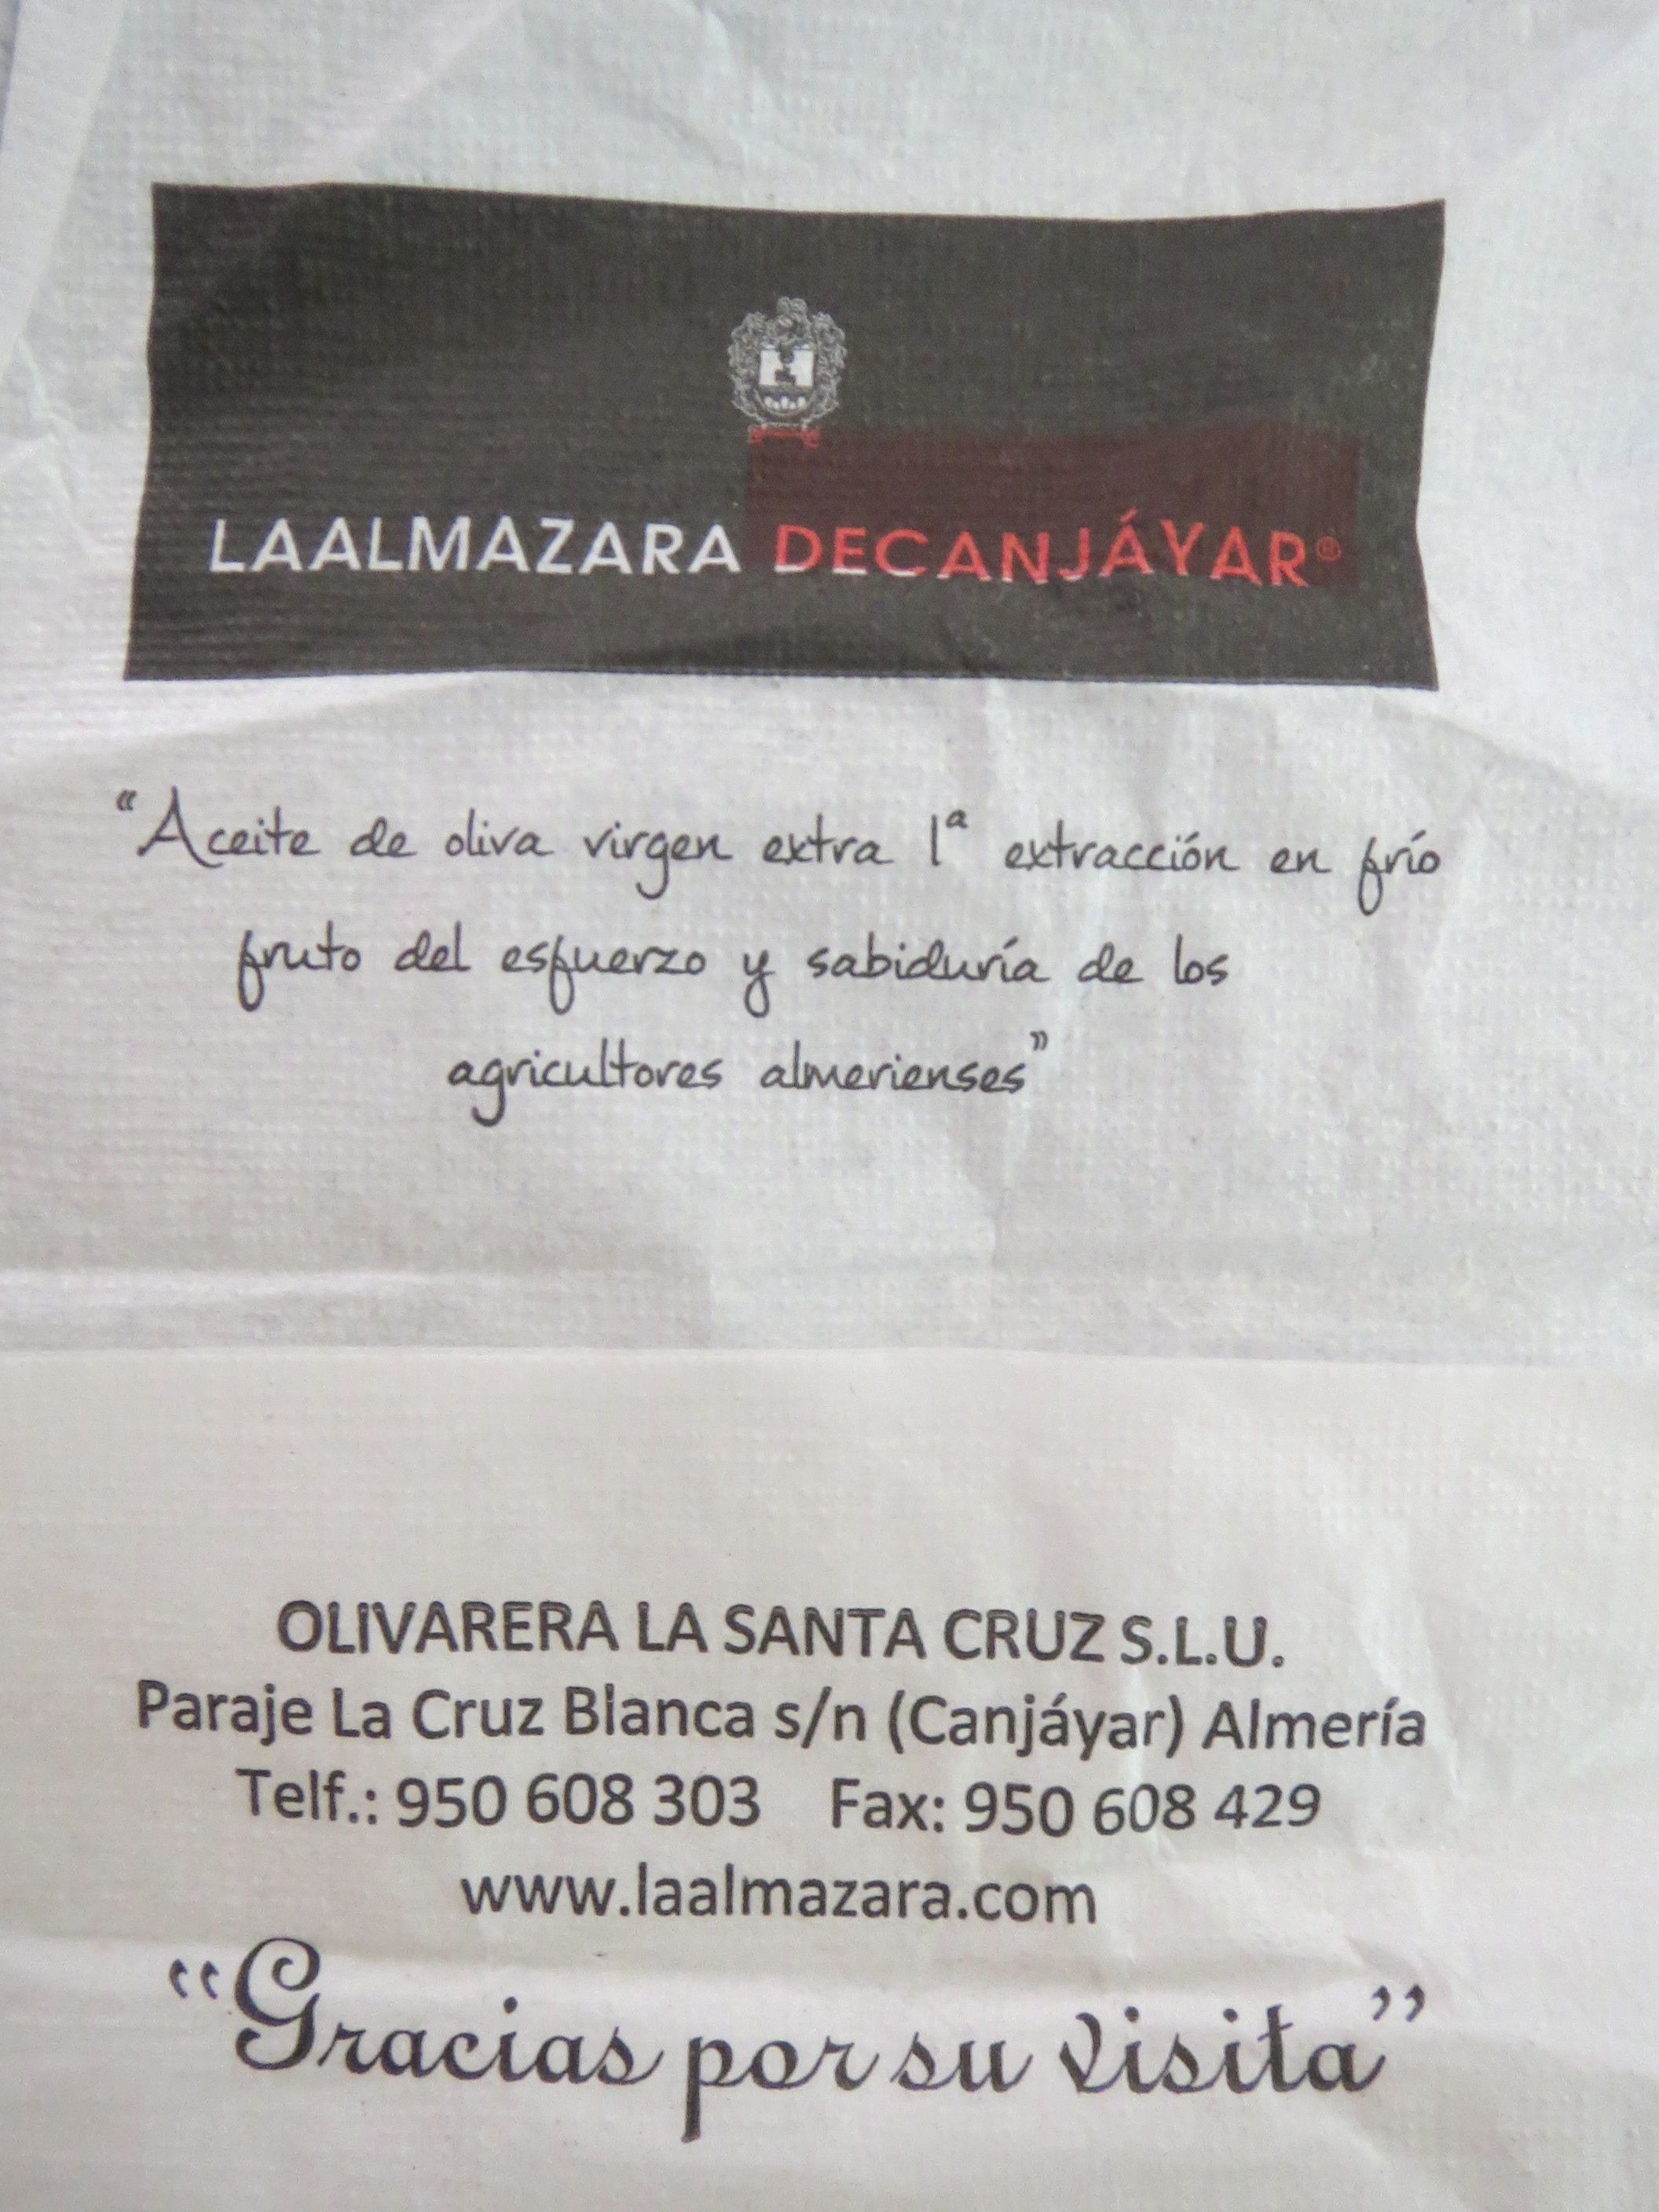 LAALMAZARA DECANJÁYAR®
“Aceite de oliva virgen extra 1ª extracción en frío
fruto del esfuerzo y sabiduría de los
agricultores almerienses”
OLIVARERA LA SANTA CRUZ S.L.U.
Paraje La Cruz Blanca s/n (Canjáyar) Almería
Telf.: 950 608 303 Fax: 950 608 429
www.laalmazara.com
“Gracias por su visita”